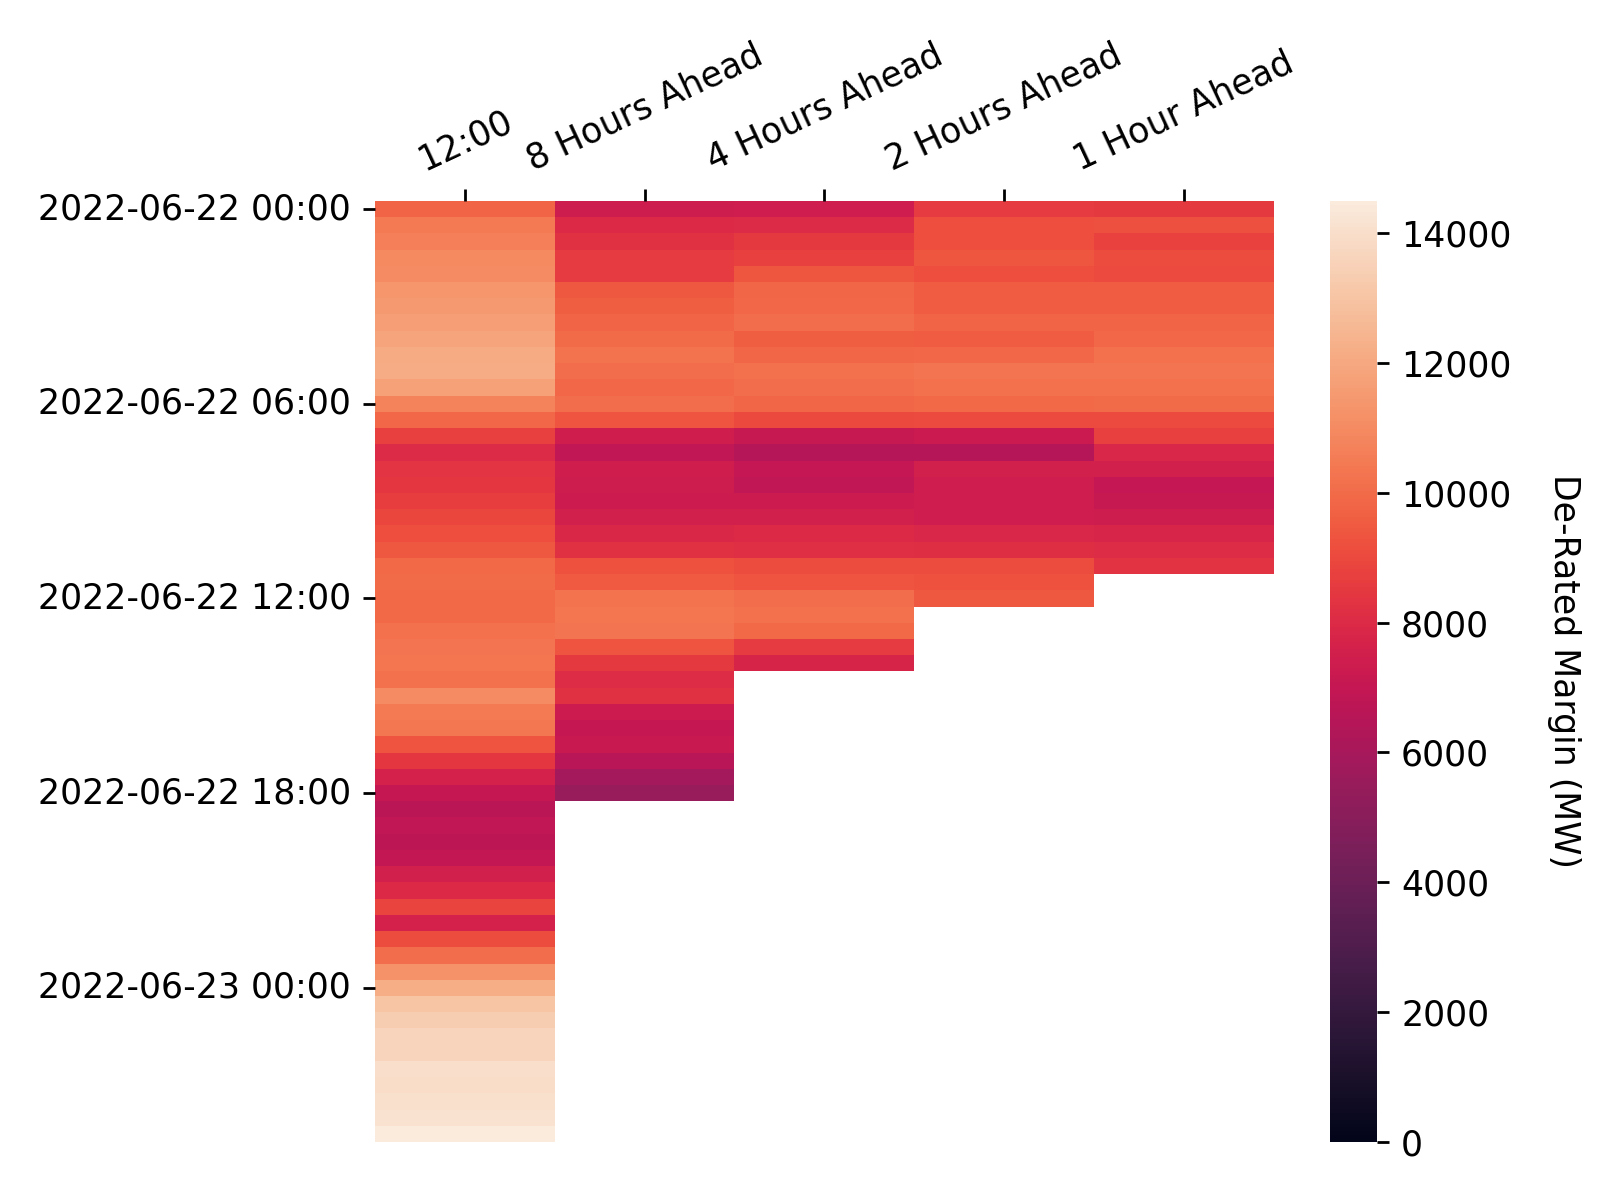 12:00
8 Hours Ahead
4 Hours Ahead
2 Hours Ahead
1 Hour Ahead
2022-06-22 00:00
2022-06-22 06:00
2022-06-22 12:00
2022-06-22 18:00
2022-06-23 00:00
14000
12000
10000
8000
6000
4000
2000
0
De-Rated Margin (MW)